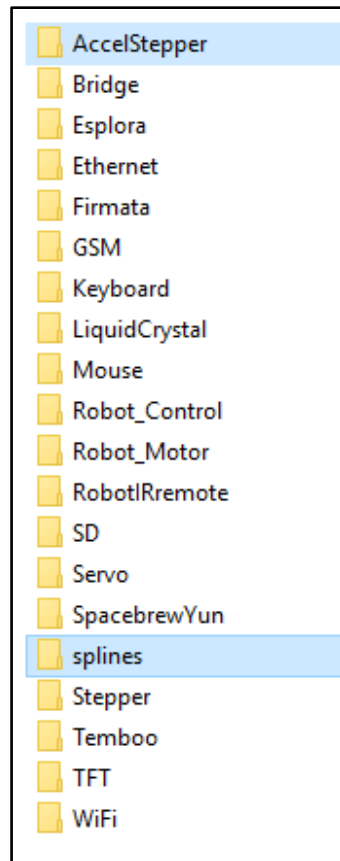 AccelStepper
Bridge
Esplora
Ethernet
Firmata
GSM
Keyboard
LiquidCrystal
Mouse
Robot_Control
Robot_Motor
RobotIRremote
SD
Servo
SpacebrewYun
splines
Stepper
Temboo
TFT
WiFi